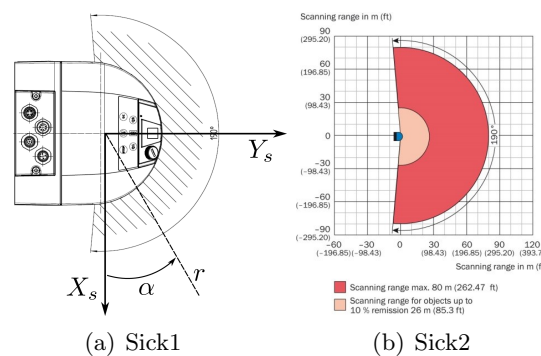 190°
Y_s
X_s
α
r
(a) Sick1
Scanning range in m (ft)
90
(295.20)
60
(196.85)
30
(98.43)
0
−30
(−98.43)
−60
(−196.85)
−90
(−295.20)
190°
−60 −30 0 30 60 90 120
(−196.85)(−98.43) (98.43) (196.85) (295.20) (393.7
Scanning range in m (f
Scanning range max. 80 m (262.47 ft)
Scanning range for objects up to
10 % remission 26 m (85.3 ft)
(b) Sick2